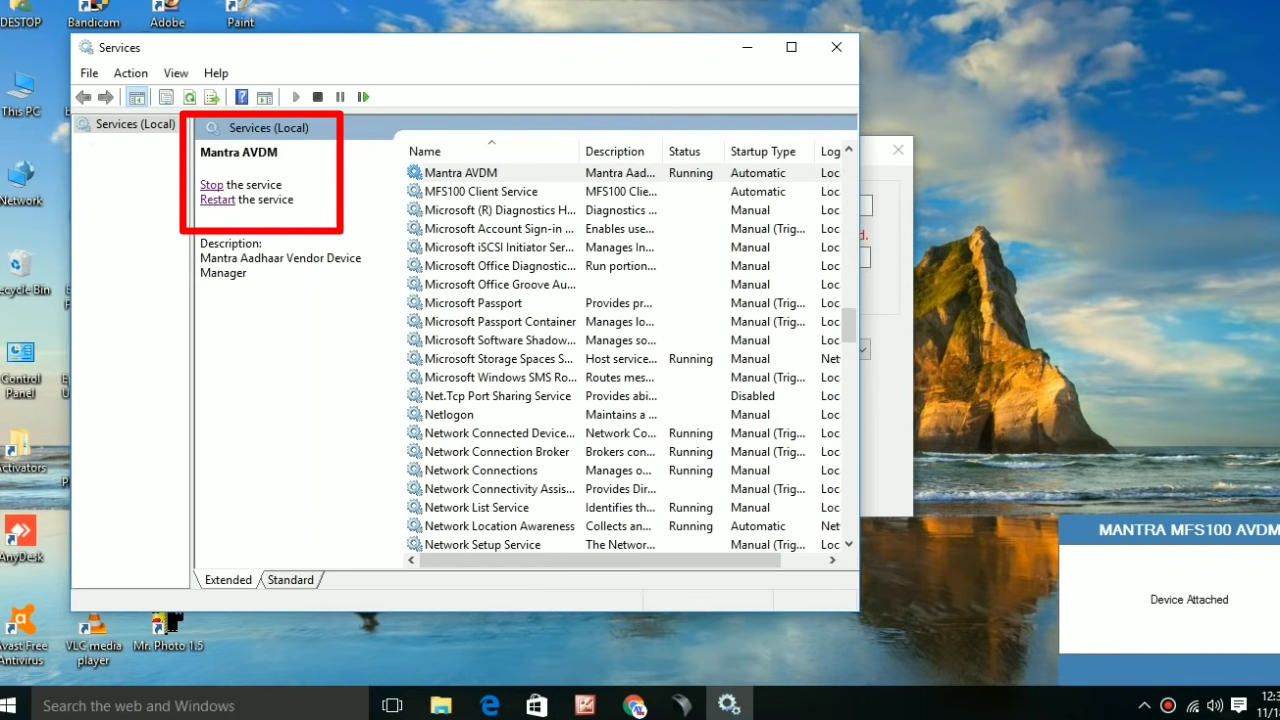 DESTOP
Bandicam
Adobe
Paint
This PC
Network
ecycle Bin
Control
Panel
Activators
AnyDesk
Avast Free
Antivirus
VLC media
player
Mr. Photo 1.5
Services
File Action View Help
Services (Local)
Services (Local)
Mantra AVDM
Stop the service
Restart the service
Description:
Mantra Aadhaar Vendor Device
Manager
Name Description Status Startup Type Log
Mantra AVDM Mantra Aad... Running Automatic Loc
MFS100 Client Service MFS100 Clie... Automatic Loc
Microsoft (R) Diagnostics H... Diagnostics ... Manual Loc
Microsoft Account Sign-in ... Enables use... Manual (Trig... Loc
Microsoft iSCSI Initiator Ser... Manages In... Manual Loc
Microsoft Office Diagnostic... Run portion... Manual Loc
Microsoft Office Groove Au... Manual Loc
Microsoft Passport Provides pr... Manual (Trig... Loc
Microsoft Passport Container Manages lo... Manual (Trig... Loc
Microsoft Software Shadow... Manages so... Manual Loc
Microsoft Storage Spaces S... Host service... Running Manual Net
Microsoft Windows SMS Ro... Routes mes... Manual (Trig... Loc
Net.Tcp Port Sharing Service Provides abi... Disabled Loc
Netlogon Maintains a ... Manual Loc
Network Connected Device... Network Co... Running Manual (Trig... Loc
Network Connection Broker Brokers con... Running Manual (Trig... Loc
Network Connections Manages o... Running Manual Loc
Network Connectivity Assis... Provides Dir... Manual (Trig... Loc
Network List Service Identifies th... Running Manual Loc
Network Location Awareness Collects an... Running Automatic Net
Network Setup Service The Networ... Manual (Trig... Loc
Extended Standard
d.
MANTRA MFS100 AVDM
Device Attached
Search the web and Windows
12:3
11/1